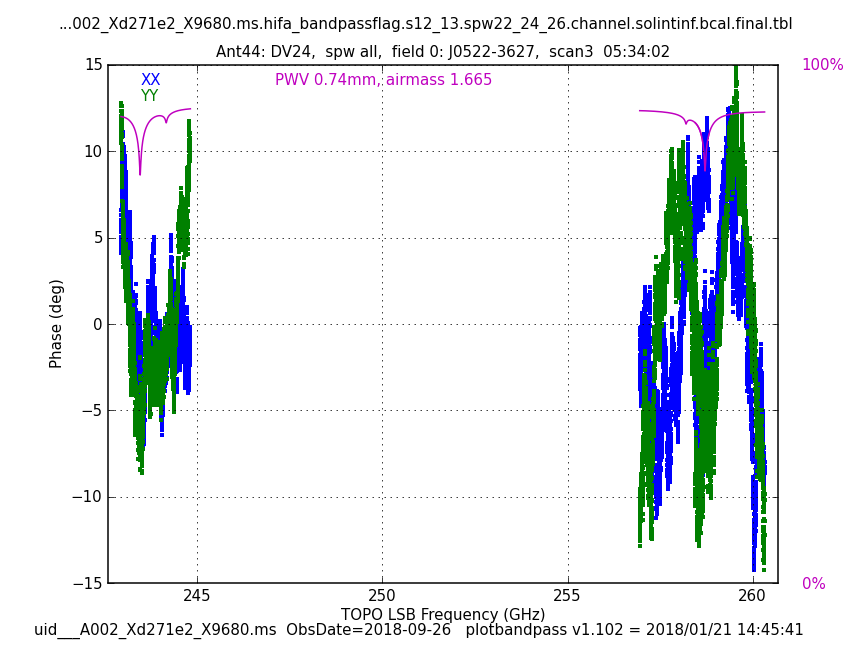 ...002_Xd271e2_X9680.ms.hifa_bandpassflag.s12_13.spw22_24_26.channel.solintinf.bcal.final.tbl
Ant44: DV24, spw all, field 0: J0522-3627, scan3 05:34:02
15 XX PWV 0.74mm, airmass 1.665 100%
YY
10
5
0
Phase (deg)
−5
−10
−15 0%
245 250 255 260
TOPO LSB Frequency (GHz)
uid___A002_Xd271e2_X9680.ms ObsDate=2018-09-26 plotbandpass v1.102 = 2018/01/21 14:45:41